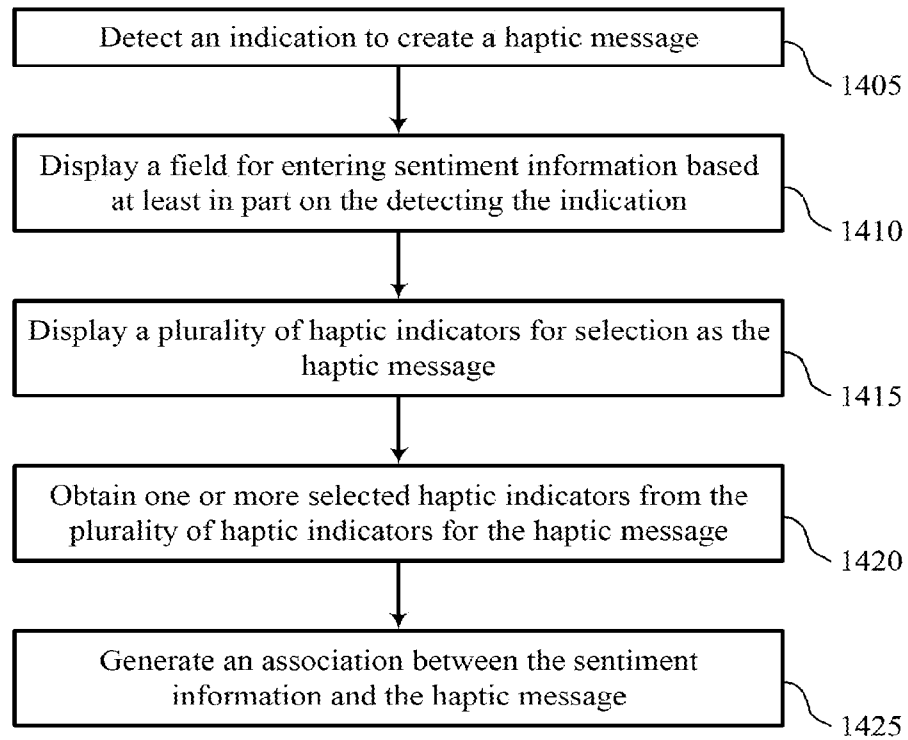 Detect an indication to create a haptic message
1405
Display a field for entering sentiment information based
at least in part on the detecting the indication
1410
Display a plurality of haptic indicators for selection as the
haptic message
1415
Obtain one or more selected haptic indicators from the
plurality of haptic indicators for the haptic message
1420
Generate an association between the sentiment
information and the haptic message
1425